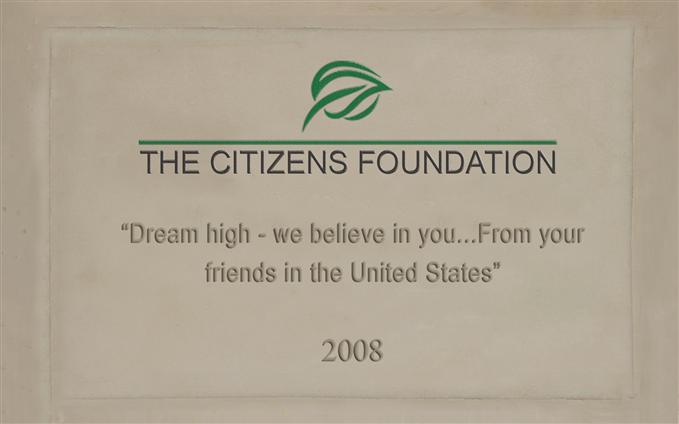 THE CITIZENS FOUNDATION
“Dream high - we believe in you...From your
friends in the United States”
2008